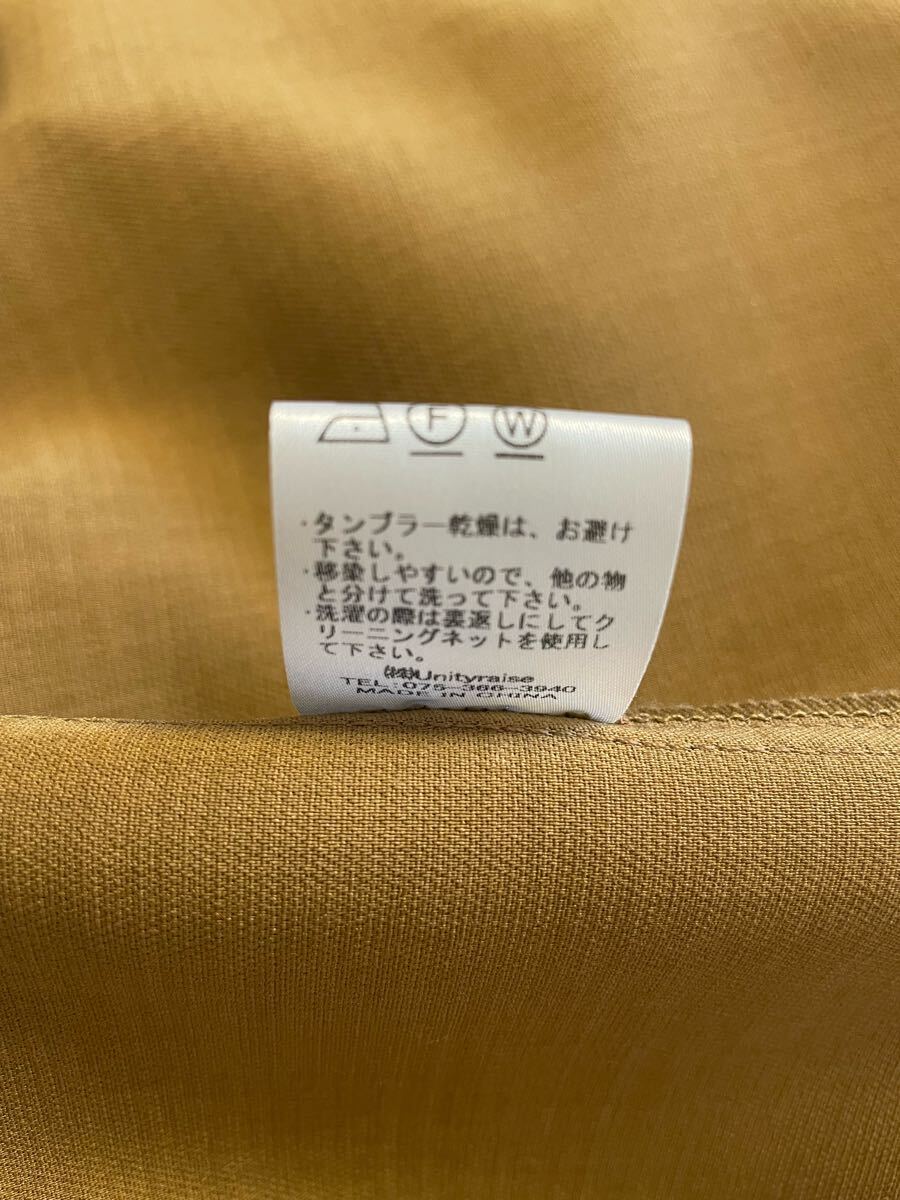 F W
・タンブラー乾燥は、お避け
下さい。
・移染しやすいので、他の物
と分けて洗って下さい。
・洗濯の際は裏返しにしてク
リーニングネットを使用し
て下さい。
(株)Unityraise
TEL:075-366-3940
MADE IN CHINA